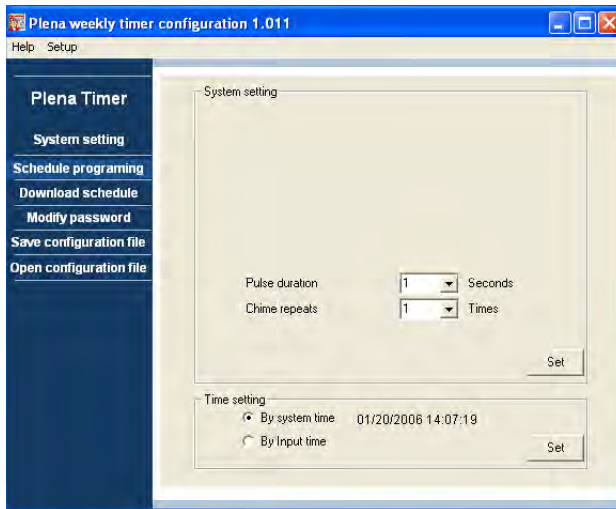 Plena weekly timer configuration 1.011
Help Setup
Plena Timer
System setting
Schedule programing
Download schedule
Modify password
Save configuration file
Open configuration file
System setting
Pulse duration 1 Seconds
Chime repeats 1 Times
Set
Time setting
By system time 01/20/2006 14:07:19
By Input time
Set